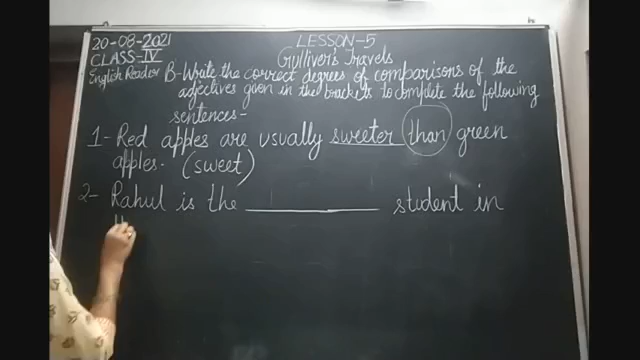 20-08-2021
CLASS-IV
English Reader
LESSON-5
Gulliver's Travels
B-Write the correct degrees of comparisons of the
adjectives given in the brackets to complete the following
sentences-
1- Red apples are usually sweeter than green
apples. (sweet)
2- Rahul is the ________ student in